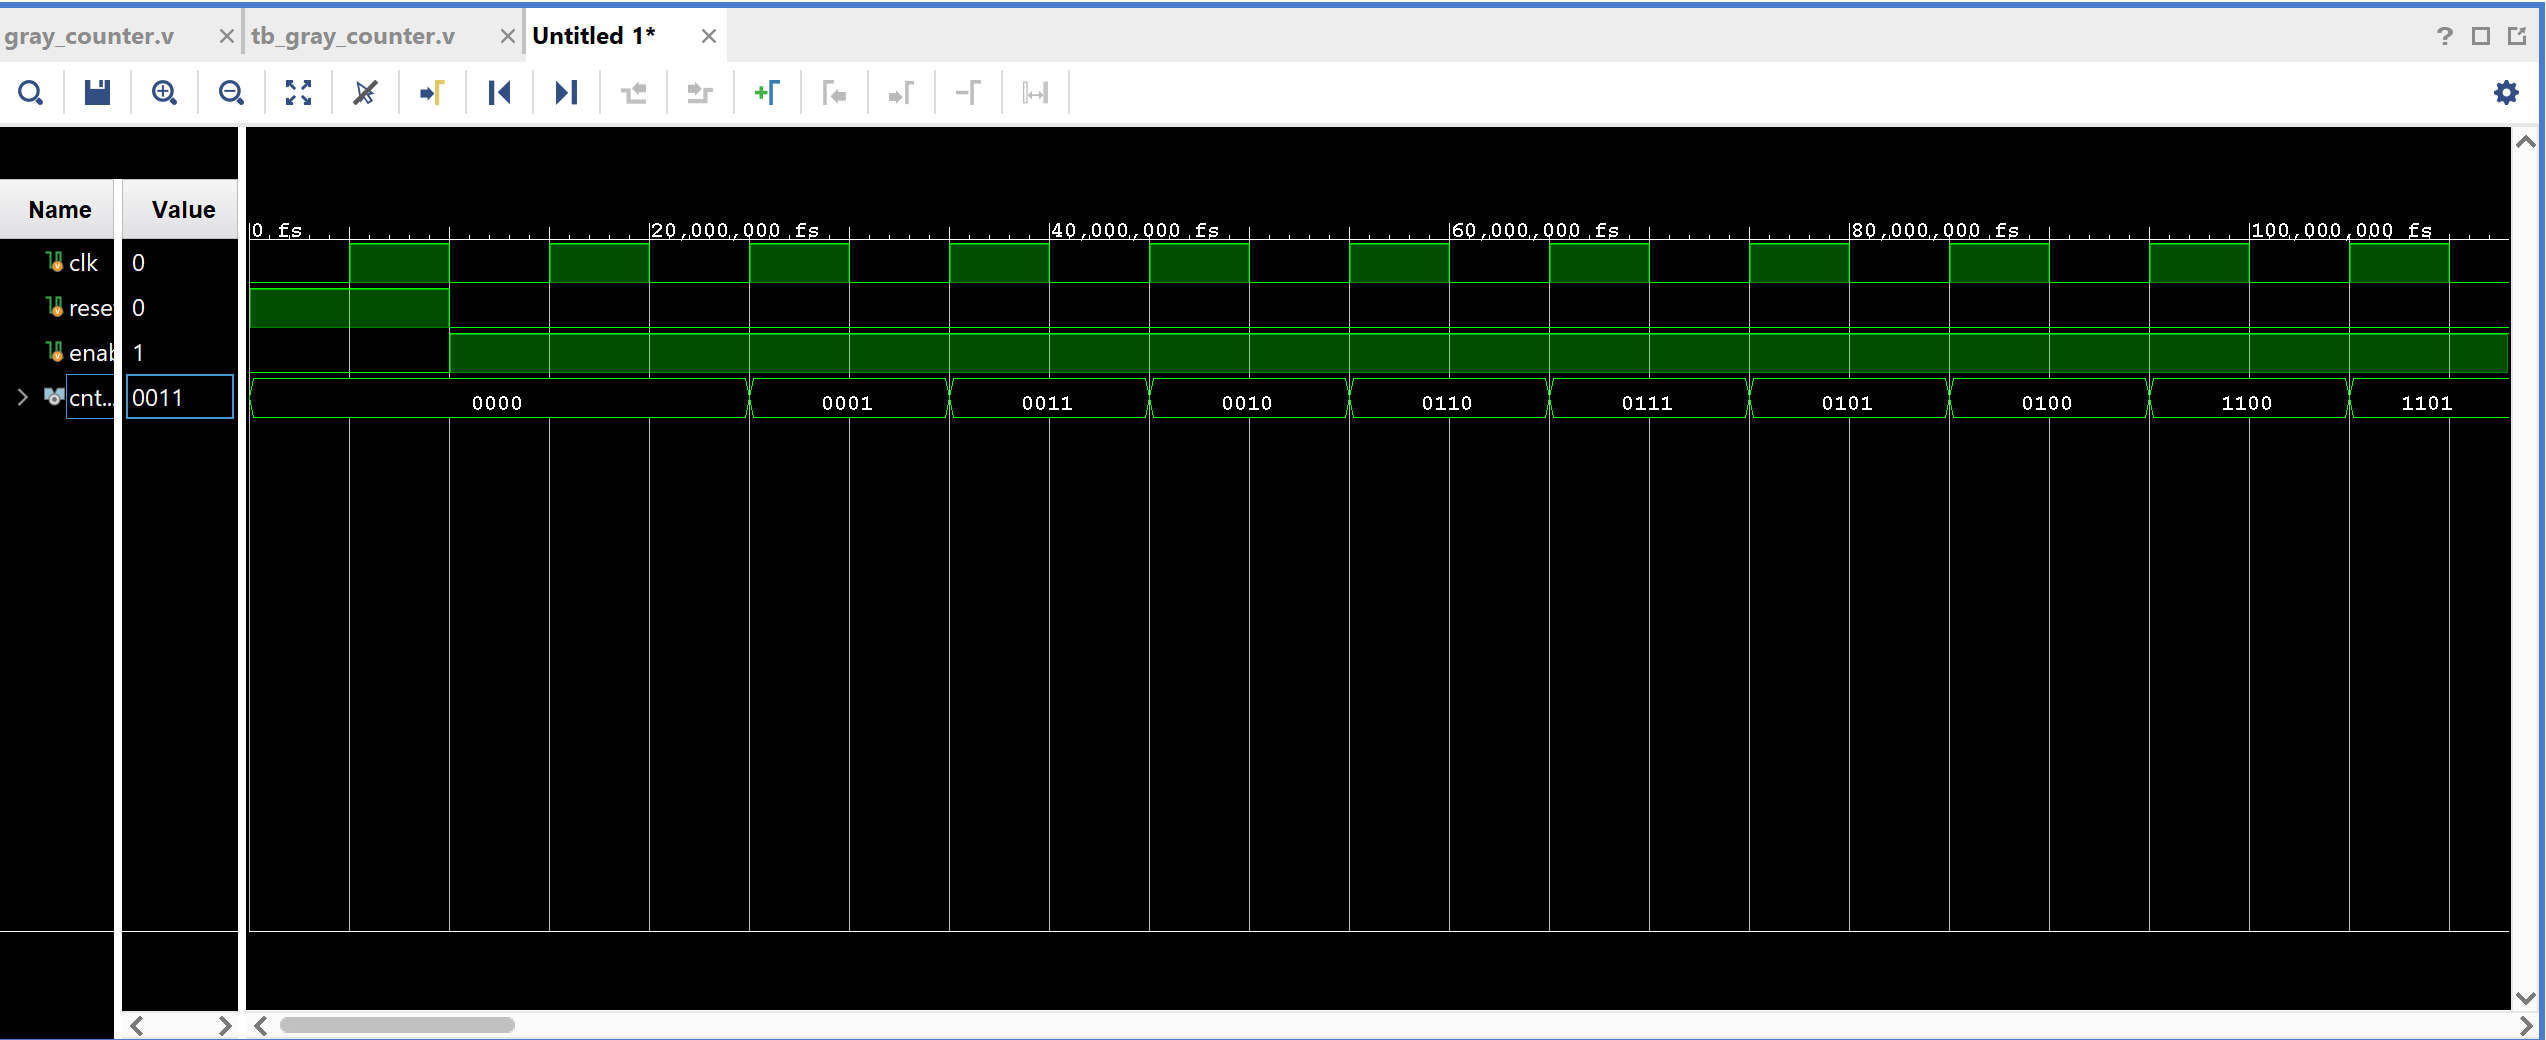 gray_counter.v × tb_gray_counter.v × Untitled 1* ×
?
Name Value
0 fs 20,000,000 fs 40,000,000 fs 60,000,000 fs 80,000,000 fs 100,000,000 fs
clk 0
rese 0
enab 1
cnt... 0011 0000 0001 0011 0010 0110 0111 0101 0100 1100 1101